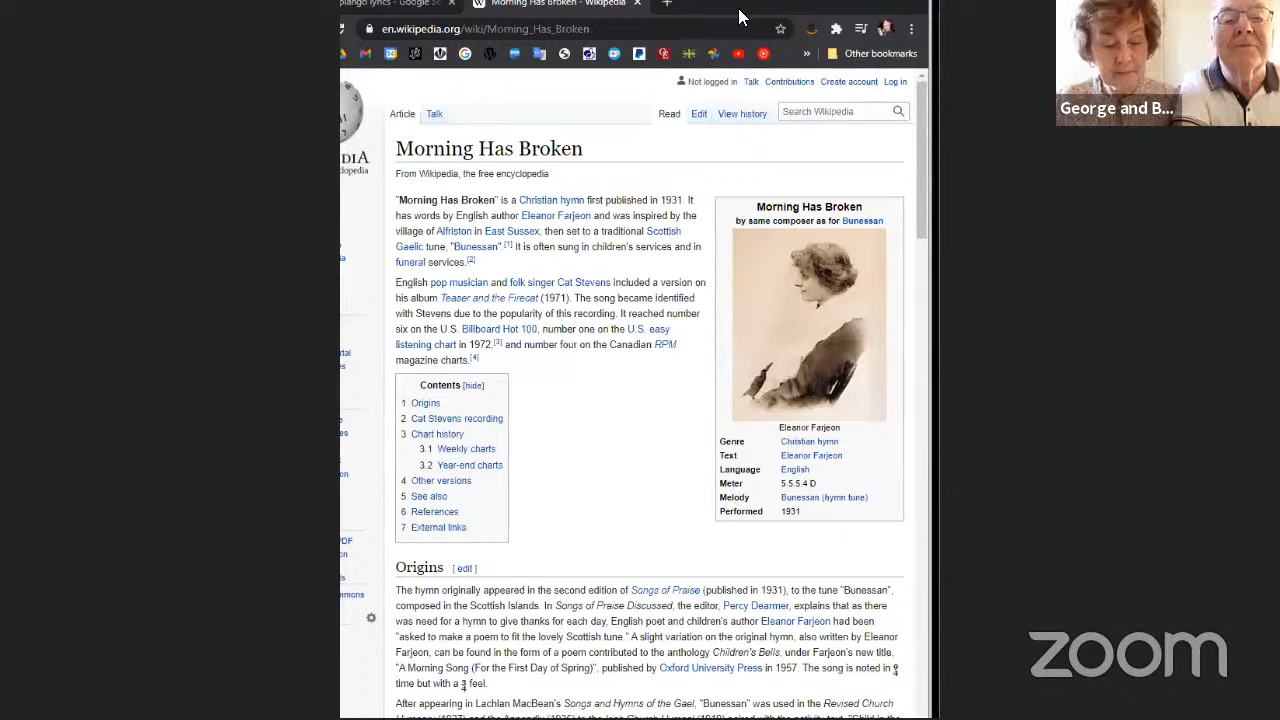 plango lyrics - Google Se
Morning Has Broken - Wikipedia
en.wikipedia.org/wiki/Morning_Has_Broken
Other bookmarks
George and B...
Not logged in Talk Contributions Create account Log in
Article Talk Read Edit View history Search Wikipedia
Morning Has Broken
From Wikipedia, the free encyclopedia
"Morning Has Broken" is a Christian hymn first published in 1931. It
has words by English author Eleanor Farjeon and was inspired by the
village of Alfriston in East Sussex, then set to a traditional Scottish
Gaelic tune, "Bunessan".[1] It is often sung in children's services and in
funeral services.[2]
English pop musician and folk singer Cat Stevens included a version on
his album Teaser and the Firecat (1971). The song became identified
with Stevens due to the popularity of this recording. It reached number
six on the U.S. Billboard Hot 100, number one on the U.S. easy
listening chart in 1972,[3] and number four on the Canadian RPM
magazine charts.[4]
Morning Has Broken
by same composer as for Bunessan
Eleanor Farjeon
Genre Christian hymn
Text Eleanor Farjeon
Language English
Meter 5.5.5.4 D
Melody Bunessan (hymn tune)
Performed 1931
Contents [hide]
1 Origins
2 Cat Stevens recording
3 Chart history
3.1 Weekly charts
3.2 Year-end charts
4 Other versions
5 See also
6 References
7 External links
Origins [ edit ]
The hymn originally appeared in the second edition of Songs of Praise (published in 1931), to the tune "Bunessan",
composed in the Scottish Islands. In Songs of Praise Discussed, the editor, Percy Dearmer, explains that as there
was need for a hymn to give thanks for each day, English poet and children's author Eleanor Farjeon had been
"asked to make a poem to fit the lovely Scottish tune." A slight variation on the original hymn, also written by Eleanor
Farjeon, can be found in the form of a poem contributed to the anthology Children's Bells, under Farjeon's new title,
"A Morning Song (For the First Day of Spring)", published by Oxford University Press in 1957. The song is noted in 9/4
time but with a 3/4 feel.
After appearing in Lachlan MacBean's Songs and Hymns of the Gael, "Bunessan" was used in the Revised Church
zoom